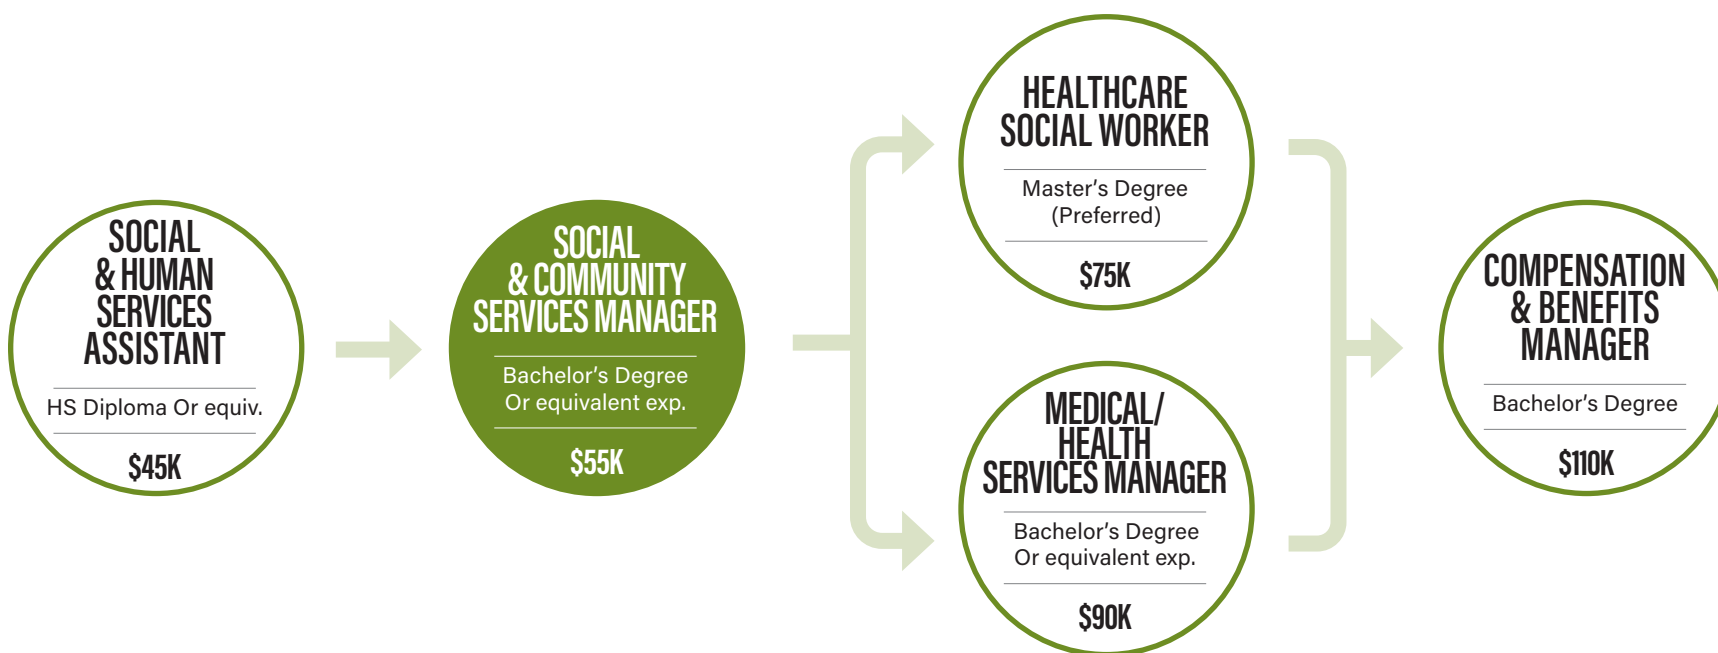 SOCIAL
& HUMAN
SERVICES
ASSISTANT
HS Diploma Or equiv.
$45K
SOCIAL
& COMMUNITY
SERVICES MANAGER
Bachelor's Degree
Or equivalent exp.
$55K
HEALTHCARE
SOCIAL WORKER
Master's Degree
(Preferred)
$75K
MEDICAL/
HEALTH
SERVICES MANAGER
Bachelor's Degree
Or equivalent exp.
$90K
COMPENSATION
& BENEFITS
MANAGER
Bachelor's Degree
$110K